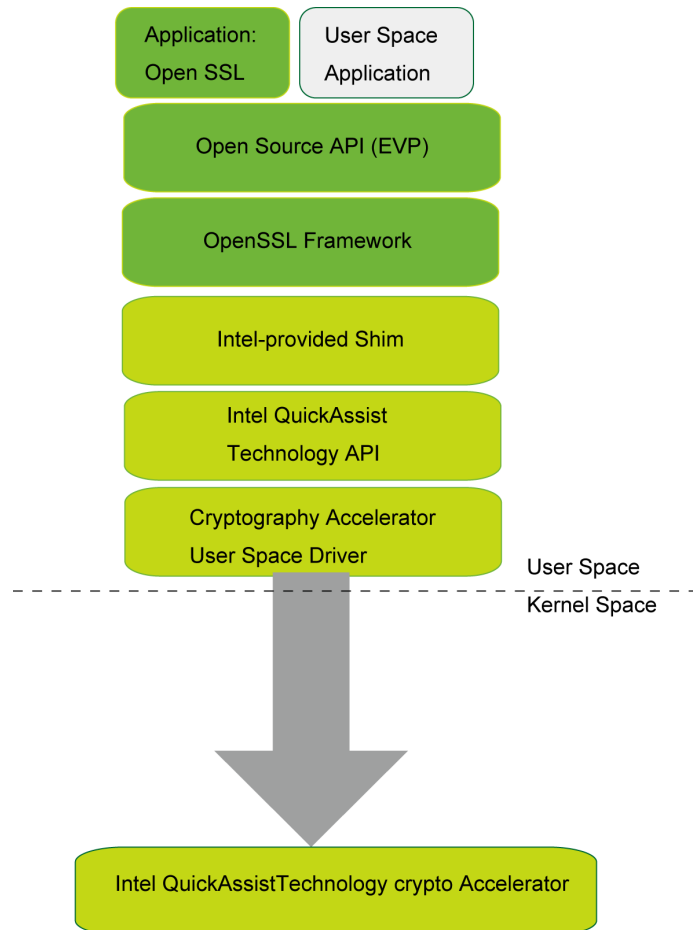 Application:
Open SSL
User Space
Application
Open Source API (EVP)
OpenSSL Framework
Intel-provided Shim
Intel QuickAssist
Technology API
Cryptography Accelerator
User Space Driver
User Space
Kernel Space
Intel QuickAssistTechnology crypto Accelerator